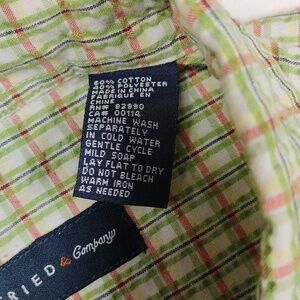 60% COTTON
40% POLYESTER
MADE IN CHINA
FABRIQUE EN
CHINE
RN# 82990
CA# 00114
MACHINE WASH
SEPARATELY
IN COLD WATER
GENTLE CYCLE
MILD SOAP
LAY FLAT TO DRY
DO NOT BLEACH
WARM IRON
AS NEEDED
RIED & Company